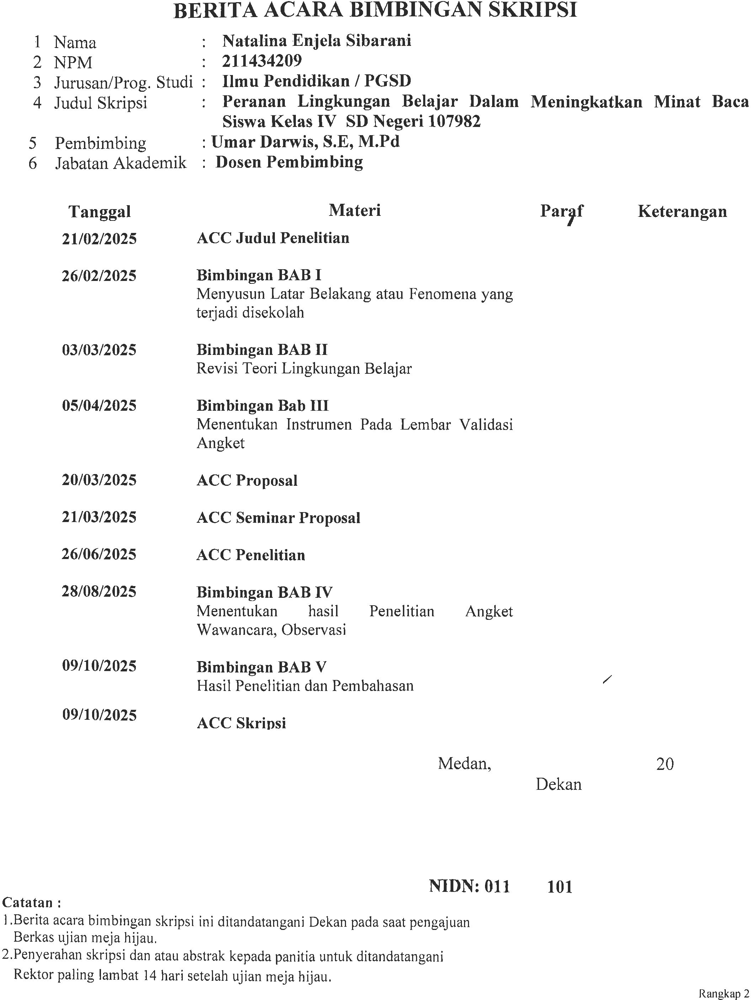 BERITA ACARA BIMBINGAN SKRIPSI
1 Nama : Natalina Enjela Sibarani
2 NPM : 211434209
3 Jurusan/Prog. Studi : Ilmu Pendidikan / PGSD
4 Judul Skripsi : Peranan Lingkungan Belajar Dalam Meningkatkan Minat Baca
Siswa Kelas IV SD Negeri 107982
5 Pembimbing : Umar Darwis, S.E, M.Pd
6 Jabatan Akademik : Dosen Pembimbing
Tanggal Materi Paraf Keterangan
21/02/2025 ACC Judul Penelitian
26/02/2025 Bimbingan BAB I
Menyusun Latar Belakang atau Fenomena yang
terjadi disekolah
03/03/2025 Bimbingan BAB II
Revisi Teori Lingkungan Belajar
05/04/2025 Bimbingan Bab III
Menentukan Instrumen Pada Lembar Validasi
Angket
20/03/2025 ACC Proposal
21/03/2025 ACC Seminar Proposal
26/06/2025 ACC Penelitian
28/08/2025 Bimbingan BAB IV
Menentukan hasil Penelitian Angket
Wawancara, Observasi
09/10/2025 Bimbingan BAB V
Hasil Penelitian dan Pembahasan
09/10/2025 ACC Skripsi
Medan, 20
Dekan
NIDN: 011 101
Catatan :
1.Berita acara bimbingan skripsi ini ditandatangani Dekan pada saat pengajuan
Berkas ujian meja hijau.
2.Penyerahan skripsi dan atau abstrak kepada panitia untuk ditandatangani
Rektor paling lambat 14 hari setelah ujian meja hijau.
Rangkap 2